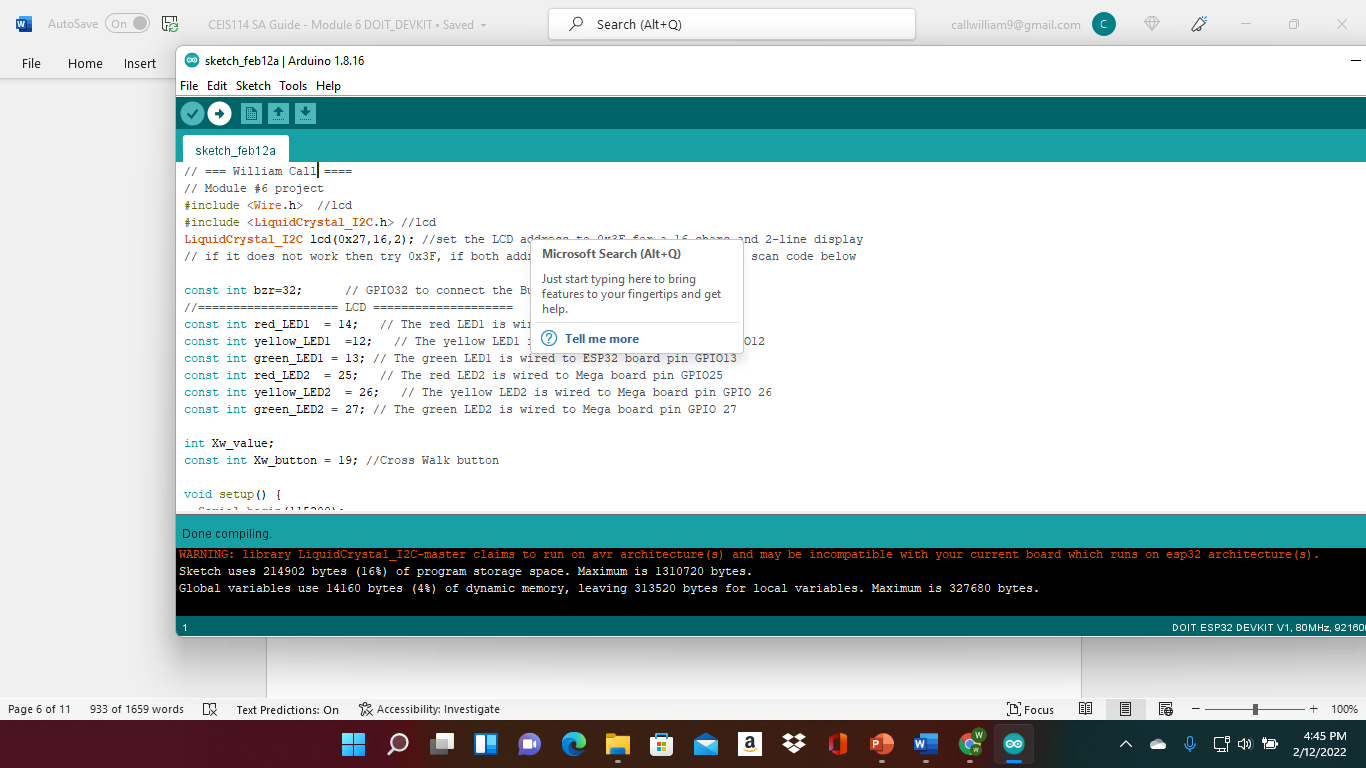 AutoSave On CEIS114 SA Guide - Module 6 DOIT_DEVKIT • Saved Search (Alt+Q) callwilliam9@gmail.com C
File Home Insert
sketch_feb12a | Arduino 1.8.16
File Edit Sketch Tools Help
sketch_feb12a
// === William Call ====
// Module #6 project
#include <Wire.h> //lcd
#include <LiquidCrystal_I2C.h> //lcd
LiquidCrystal_I2C lcd(0x27,16,2); //set the LCD address to 0x3F for a 16 chars and 2-line display
// if it does not work then try 0x3F, if both addr scan code below
const int bzr=32; // GPIO32 to connect the Bu
//==================== LCD ====================
const int red_LED1 = 14; // The red LED1 is wir
const int yellow_LED1 =12; // The yellow LED1 i O12
const int green_LED1 = 13; // The green LED1 is wired to ESP32 board pin GPIO13
const int red_LED2 = 25; // The red LED2 is wired to Mega board pin GPIO25
const int yellow_LED2 = 26; // The yellow LED2 is wired to Mega board pin GPIO 26
const int green_LED2 = 27; // The green LED2 is wired to Mega board pin GPIO 27
int Xw_value;
const int Xw_button = 19; //Cross Walk button
void setup() {
Serial.begin(115200);
Microsoft Search (Alt+Q)
Just start typing here to bring
features to your fingertips and get
help.
Tell me more
Done compiling.
WARNING: library LiquidCrystal_I2C-master claims to run on avr architecture(s) and may be incompatible with your current board which runs on esp32 architecture(s).
Sketch uses 214902 bytes (16%) of program storage space. Maximum is 1310720 bytes.
Global variables use 14160 bytes (4%) of dynamic memory, leaving 313520 bytes for local variables. Maximum is 327680 bytes.
1 DOIT ESP32 DEVKIT V1, 80MHz, 92160
Page 6 of 11 933 of 1659 words Text Predictions: On Accessibility: Investigate Focus 100%
4:45 PM
2/12/2022